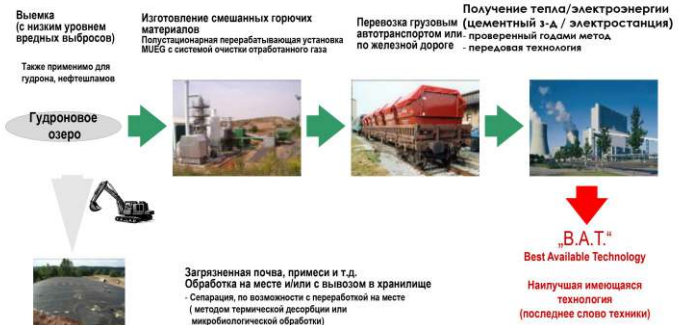 Выемка
(с низким уровнем
вредных выбросов)
Также применимо для
гудрона, нефтешламов
Гудроновое
озеро
Изготовление смешанных горючих
материалов
Полустационарная перерабатывающая установка
MUEG с системой очистки отработанного газа
Перевозка грузовым
автотранспортом или
по железной дороге
Получение тепла/электроэнергии
(цементный з-д / электростанция)
- проверенный годами метод
- передовая технология
„B.A.T.“
Best Available Technology
Наилучшая имеющаяся
технология
(последнее слово техники)
Загрязненная почва, примеси и т.д.
Обработка на месте и/или с вывозом в хранилище
- Сепарация, по возможности с переработкой на месте
( методом термической десорбции или
микробиологической обработки)